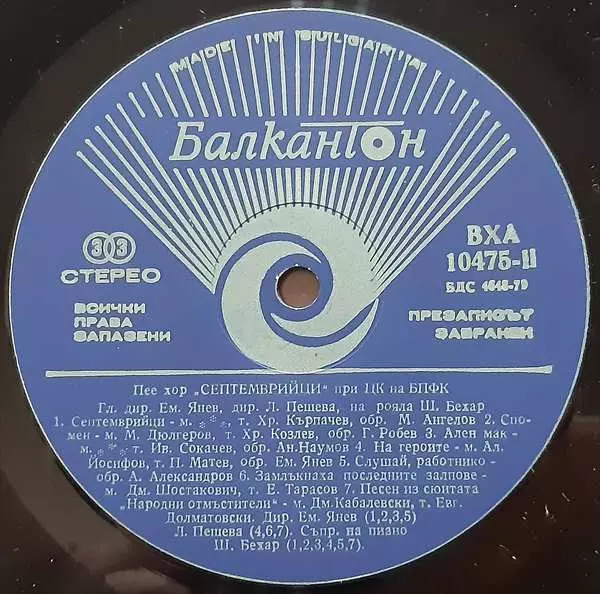 MADE IN BULGARIA
Балкантон
33
СТЕРЕО
ВСИЧКИ
ПРАВА
ЗАПАЗЕНИ
ВХА
10475-II
БДС 4648-79
ПРЕЗАПИСЪТ
ЗАБРАНЕН
Пее хор „СЕПТЕМВРИЙЦИ" при ЦК на БПФК
Гл. дир. Ем. Янев, дир. Л. Пешева, на рояла Ш. Бехар
1. Септемврийци - м. ***, т. Хр. Кърпачев, обр. М. Ангелов 2. Спо-
мен - м. М. Дюлгеров, т. Хр. Козлев, обр. Г. Робев 3. Ален мак -
м. ***, т. Ив. Сокачев, обр. Ан.Наумов 4. На героите - м. Ал.
Йосифов, т. П. Матев, обр. Ем. Янев 5. Слушай, работнико -
обр. А. Александров 6. Замлъкнаха последните залпове -
м. Дм. Шостакович, т. Е. Тарасов 7. Песен из сюитата
„Народни отмъстители" - м. Дм.Кабалевски, т. Евг.
Долматовски. Дир. Ем. Янев (1,2,3,5)
Л. Пешева (4,6,7). Съпр. на пиано
Ш. Бехар (1,2,3,4,5,7).